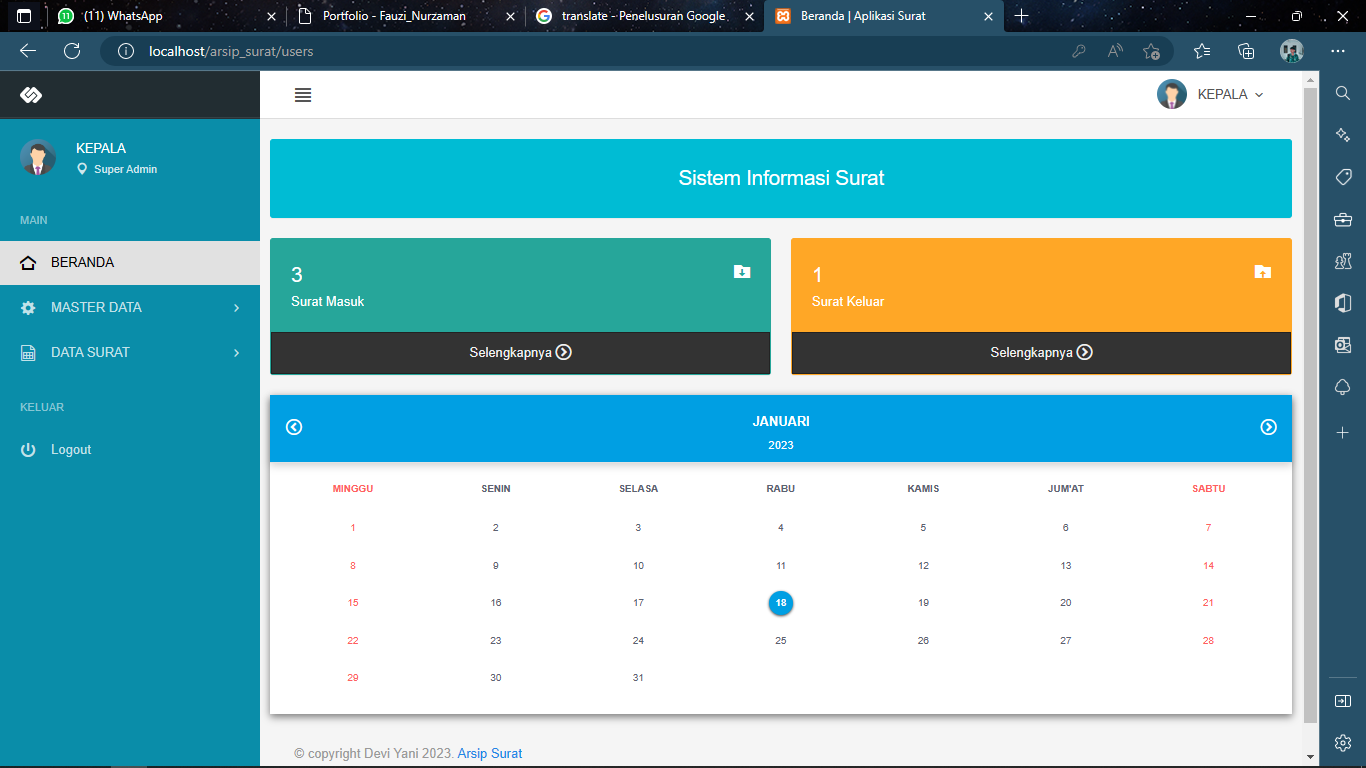 (11) WhatsApp
Portfolio - Fauzi_Nurzaman
translate - Penelusuran Google
Beranda | Aplikasi Surat
localhost/arsip_surat/users
KEPALA
KEPALA
Super Admin
MAIN
BERANDA
MASTER DATA
DATA SURAT
KELUAR
Logout
Sistem Informasi Surat
3
Surat Masuk
Selengkapnya
1
Surat Keluar
Selengkapnya
JANUARI
2023
MINGGU SENIN SELASA RABU KAMIS JUM'AT SABTU
1 2 3 4 5 6 7
8 9 10 11 12 13 14
15 16 17 18 19 20 21
22 23 24 25 26 27 28
29 30 31
© copyright Devi Yani 2023. Arsip Surat